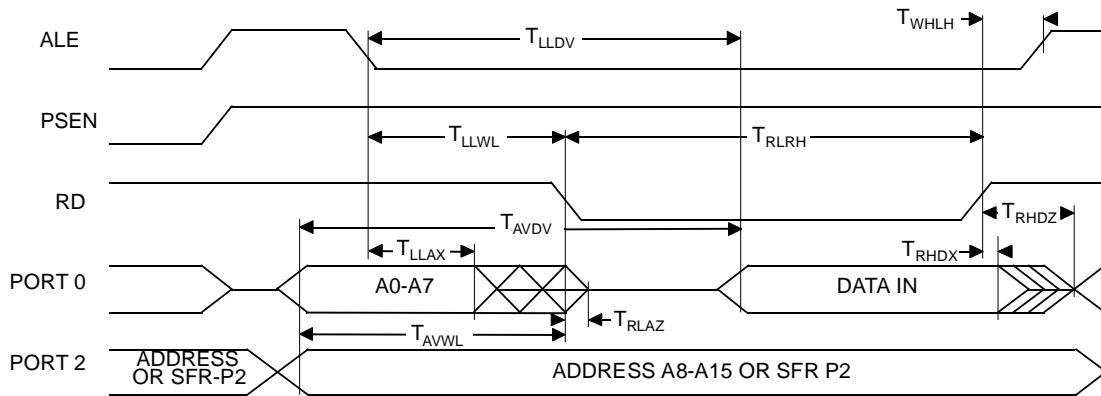 ALE
T_LLDV
T_WHLH
PSEN
T_LLWL
T_RLRH
RD
T_AVDV
T_RHDZ
T_LLAX
T_RHDX
PORT 0
A0-A7
DATA IN
T_RLAZ
T_AVWL
PORT 2
ADDRESS
OR SFR-P2
ADDRESS A8-A15 OR SFR P2